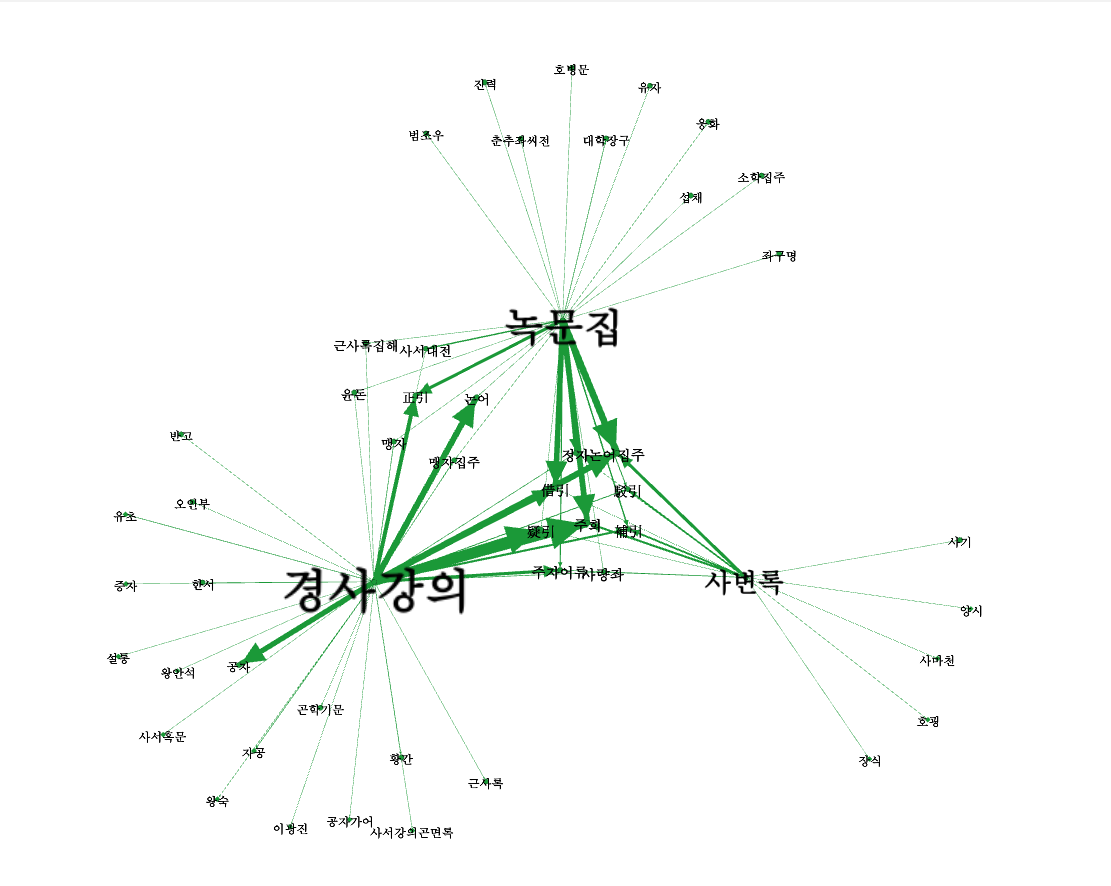 호병문
진력
유사
웅화
범조우
춘추좌씨전
대학장구
소학집주
섭채
좌구명
녹문집
근사록집해
사서대전
윤돈
正引
논어
반고
맹자
맹자집주
정자
논어집주
借引
駁引
오연부
유초
疑引
주희
補引
사기
주자어류
사량좌
경사강의
사변록
증자
한서
양시
설통
왕안석
공자
사마천
곤학기문
호굉
사서혹문
자공
황간
장식
근사록
왕숙
이광진
공자가어
사서강의곤면록